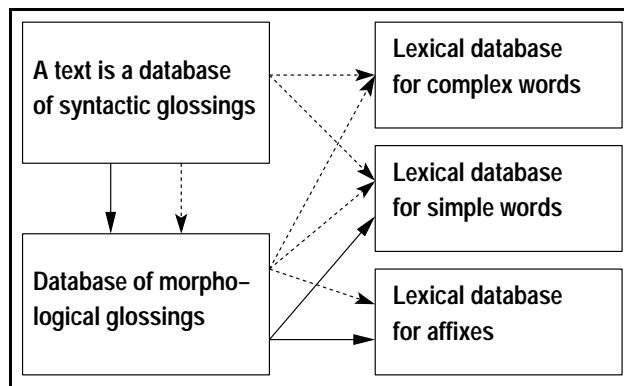 A text is a database
of syntactic glossings
Database of morpho–
logical glossings
Lexical database
for complex words
Lexical database
for simple words
Lexical database
for affixes